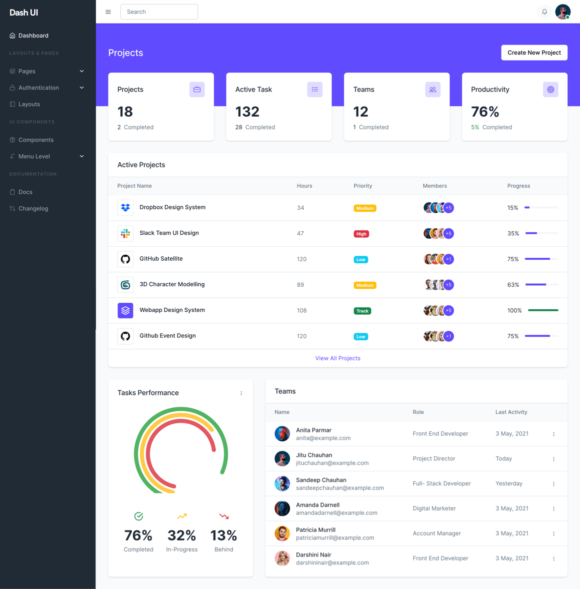 Dash UI
Search
Dashboard
LAYOUTS & PAGES
Pages
Authentication
Layouts
UI COMPONENTS
Components
Menu Level
DOCUMENTATION
Docs
Changelog
Projects
Create New Project
Projects
18
2 Completed
Active Task
132
28 Completed
Teams
12
1 Completed
Productivity
76%
5% Completed
Active Projects
Project Name Hours Priority Members Progress
Dropbox Design System 34 Medium +5 15%
Slack Team UI Design 47 High +5 35%
GitHub Satellite 120 Low +1 75%
3D Character Modelling 89 Medium +5 63%
Webapp Design System 108 Track +5 100%
Github Event Design 120 Low +1 75%
View All Projects
Tasks Performance
76% 32% 13%
Completed In-Progress Behind
Teams
Name Role Last Activity
Anita Parmar
anita@example.com
Front End Developer 3 May, 2021
Jitu Chauhan
jituchauhan@example.com
Project Director Today
Sandeep Chauhan
sandeepchauhan@example.com
Full- Stack Developer Yesterday
Amanda Darnell
amandadarnell@example.com
Digital Marketer 3 May, 2021
Patricia Murrill
patriciamurrill@example.com
Account Manager 3 May, 2021
Darshini Nair
darshininair@example.com
Front End Developer 3 May, 2021